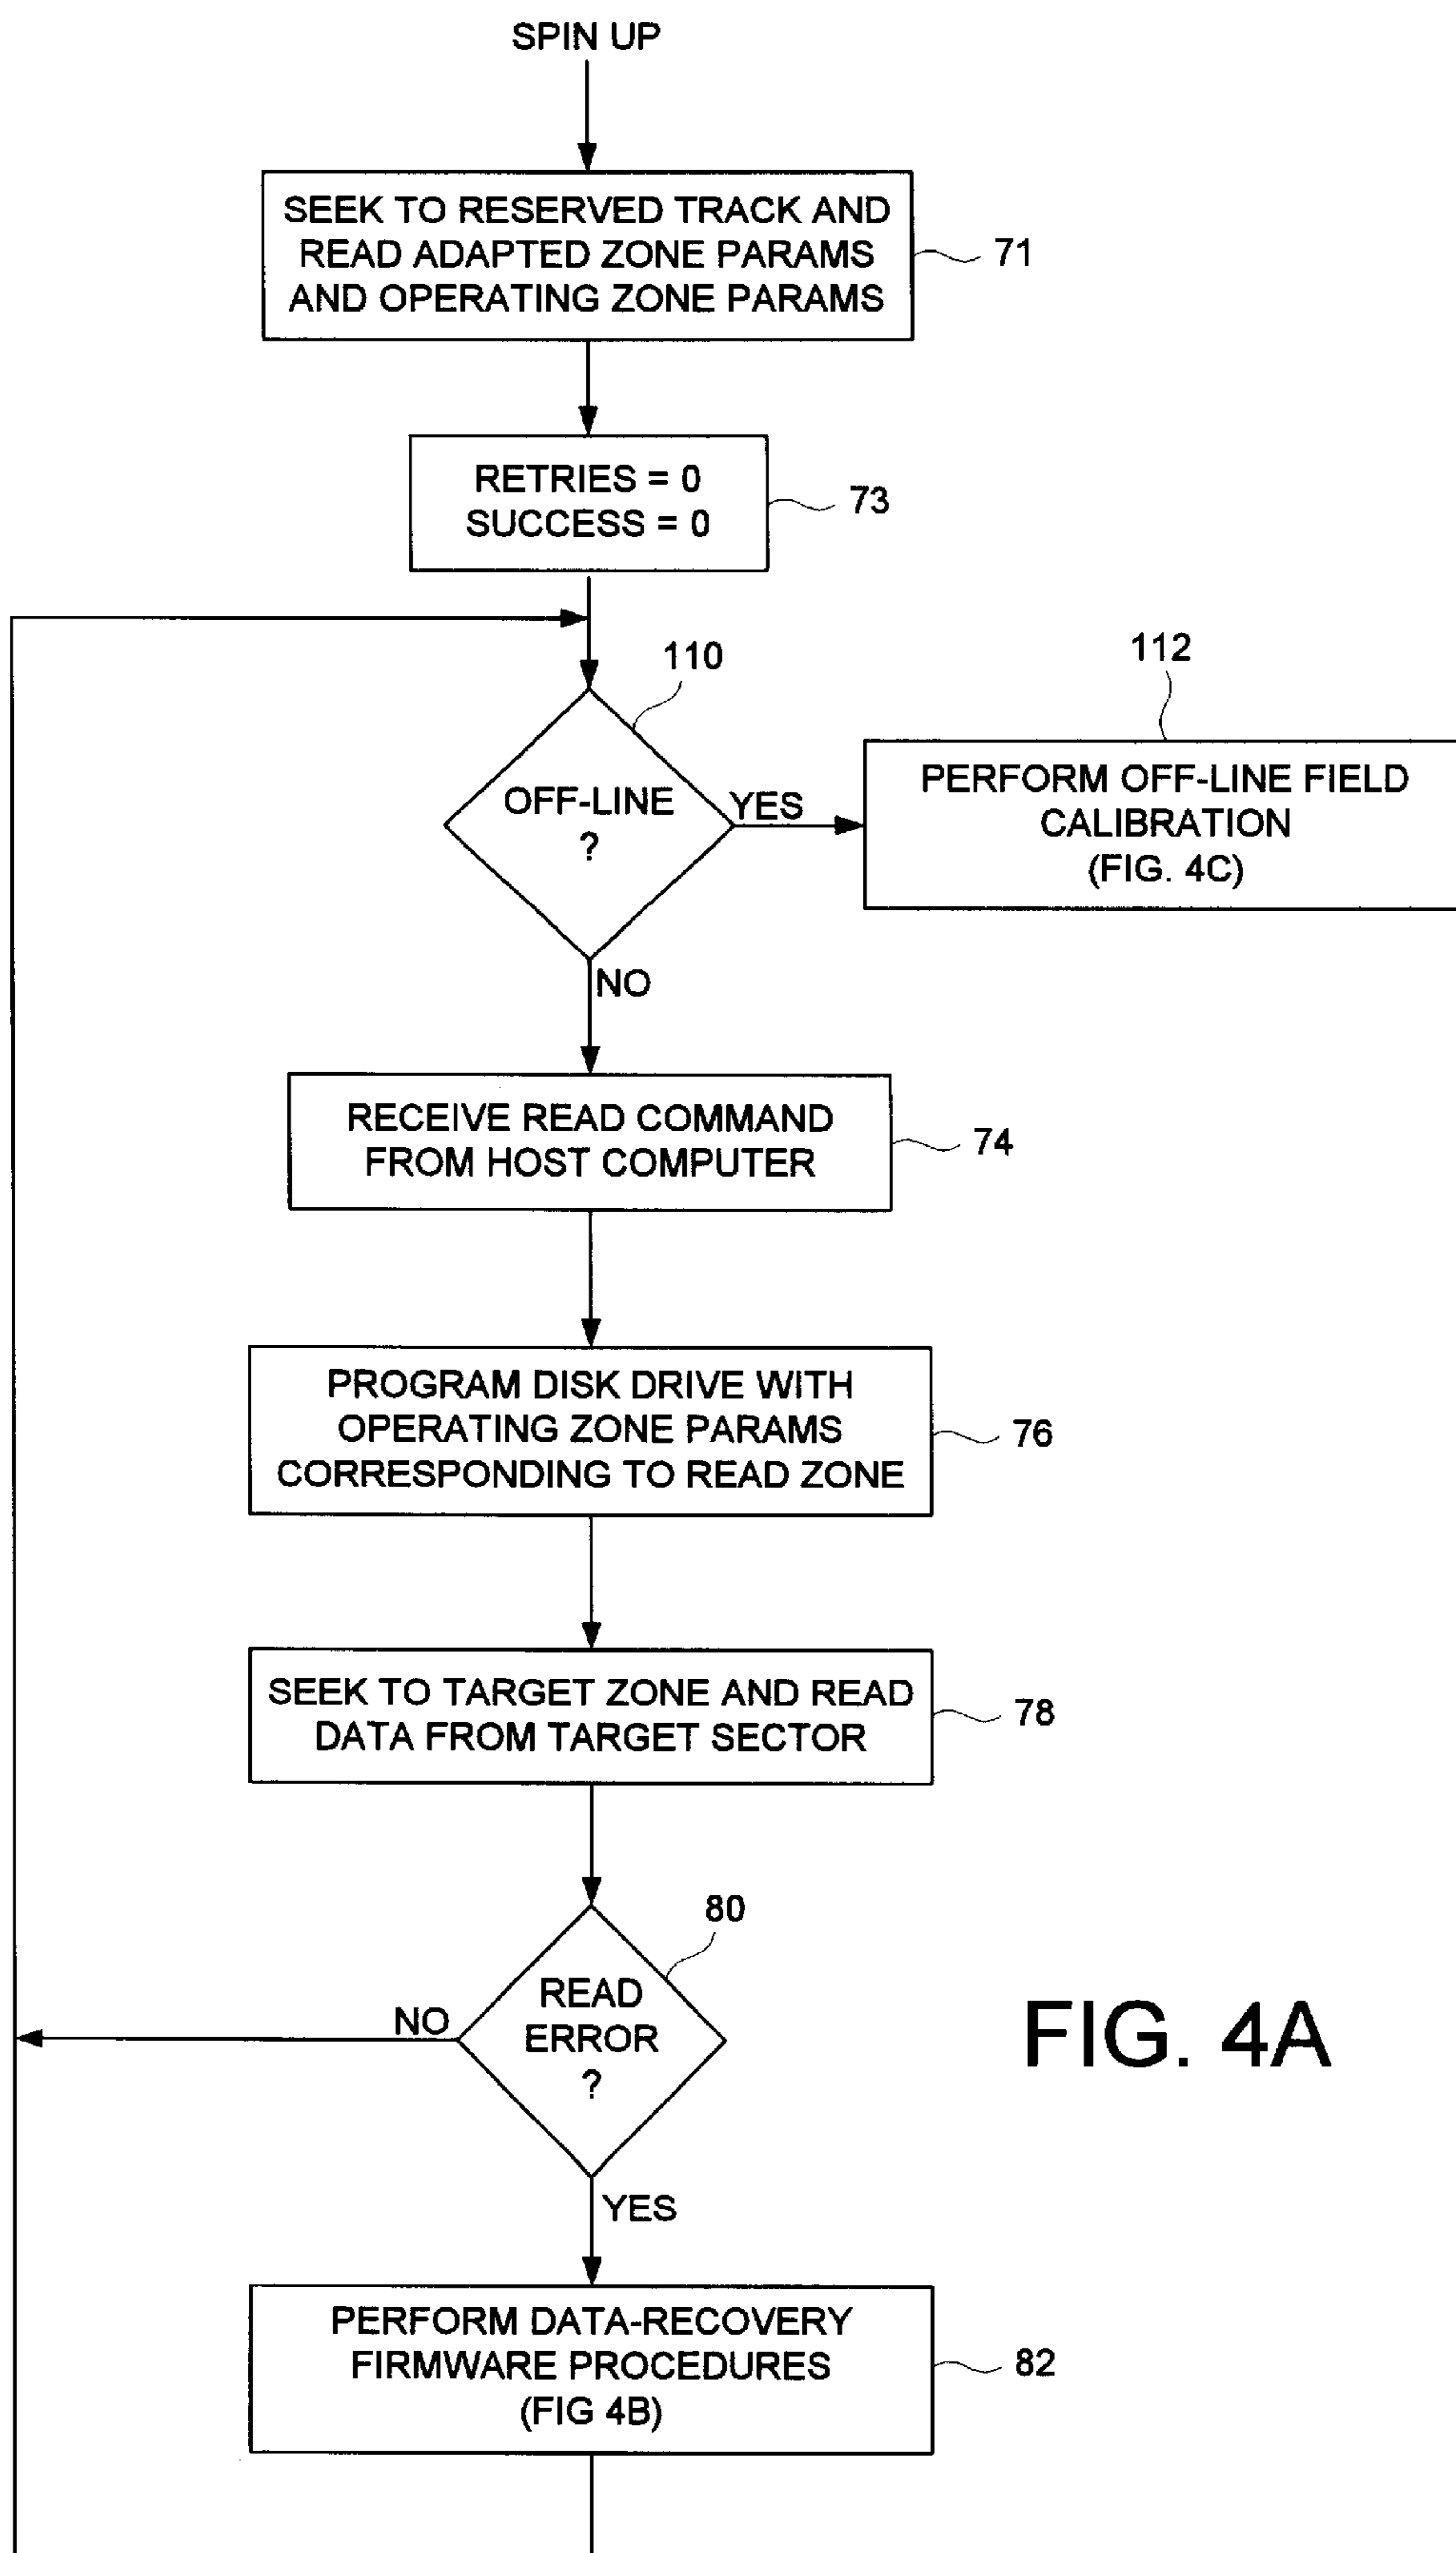 SPIN UP
SEEK TO RESERVED TRACK AND
READ ADAPTED ZONE PARAMS
AND OPERATING ZONE PARAMS
71
RETRIES = 0
SUCCESS = 0
73
110
OFF-LINE
?
YES
NO
112
PERFORM OFF-LINE FIELD
CALIBRATION
(FIG. 4C)
RECEIVE READ COMMAND
FROM HOST COMPUTER
74
PROGRAM DISK DRIVE WITH
OPERATING ZONE PARAMS
CORRESPONDING TO READ ZONE
76
SEEK TO TARGET ZONE AND READ
DATA FROM TARGET SECTOR
78
80
READ
ERROR
?
NO
YES
FIG. 4A
PERFORM DATA-RECOVERY
FIRMWARE PROCEDURES
(FIG 4B)
82